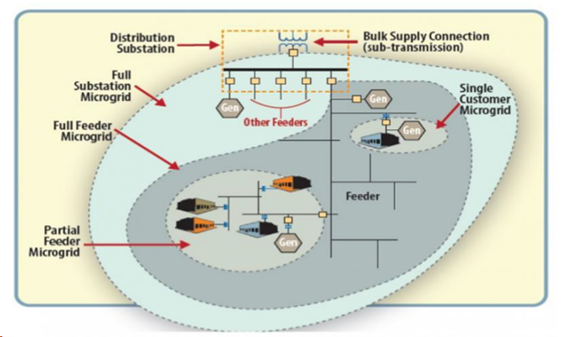 Distribution
Substation
Bulk Supply Connection
(sub-transmission)
Full
Substation
Microgrid
Single
Customer
Microgrid
Gen
Gen
Other Feeders
Gen
Full Feeder
Microgrid
Feeder
Partial
Feeder
Microgrid
Gen